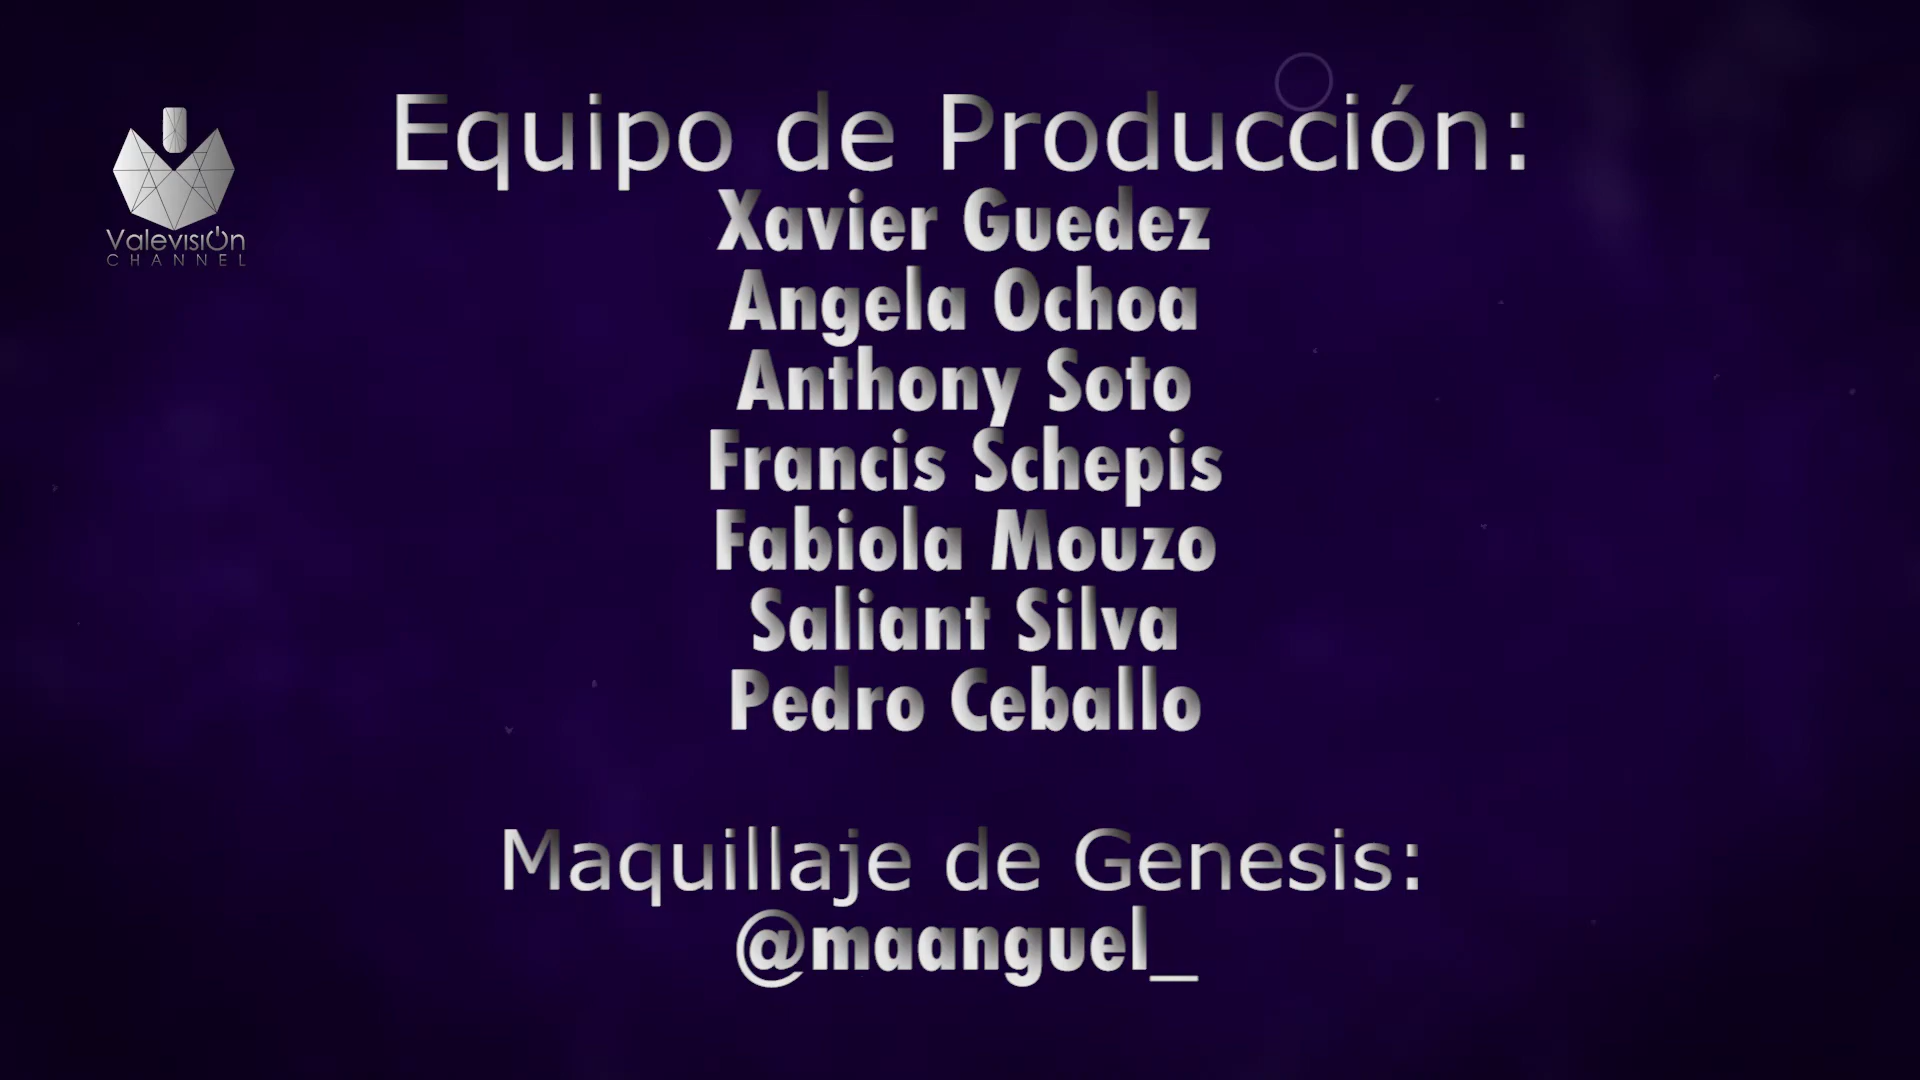 Equipo de Producción:
Valevisión
CHANNEL
Xavier Guedez
Angela Ochoa
Anthony Soto
Francis Schepis
Fabiola Mouzo
Saliant Silva
Pedro Ceballo
Maquillaje de Genesis:
@maanguel_